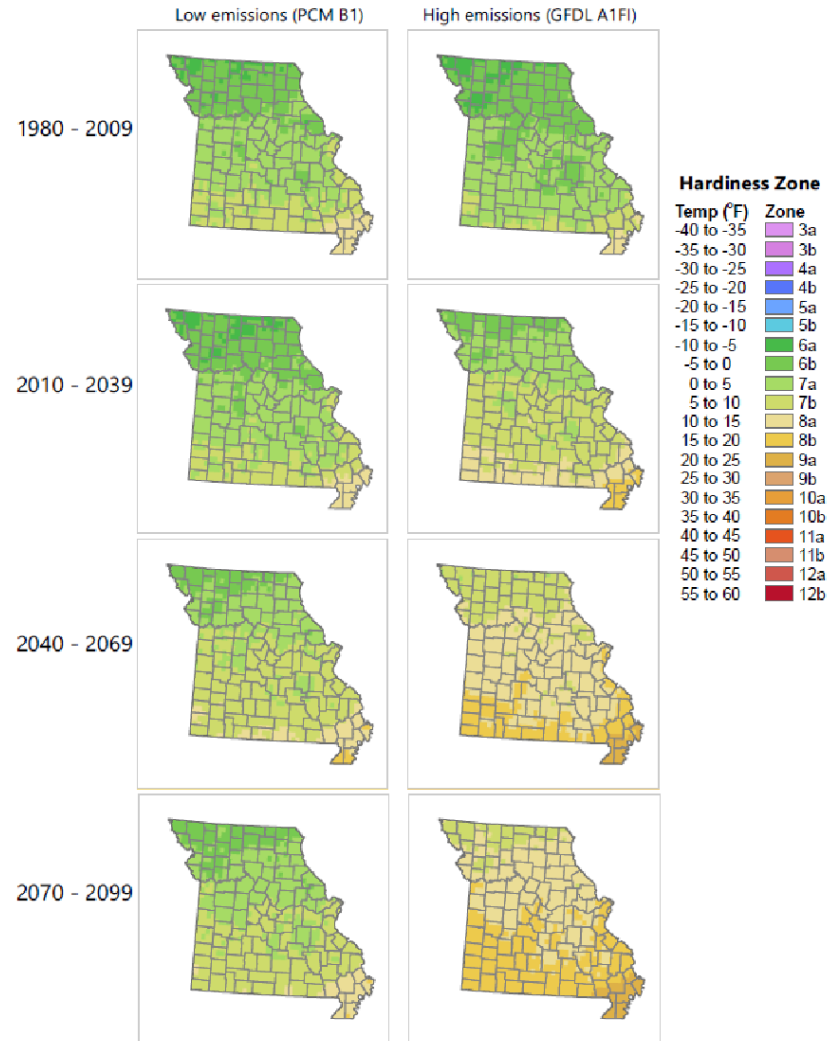 Low emissions (PCM B1) High emissions (GFDL A1FI)
1980 - 2009
2010 - 2039
2040 - 2069
2070 - 2099
Hardiness Zone
Temp (°F) Zone
-40 to -35 3a
-35 to -30 3b
-30 to -25 4a
-25 to -20 4b
-20 to -15 5a
-15 to -10 5b
-10 to -5 6a
-5 to 0 6b
0 to 5 7a
5 to 10 7b
10 to 15 8a
15 to 20 8b
20 to 25 9a
25 to 30 9b
30 to 35 10a
35 to 40 10b
40 to 45 11a
45 to 50 11b
50 to 55 12a
55 to 60 12b